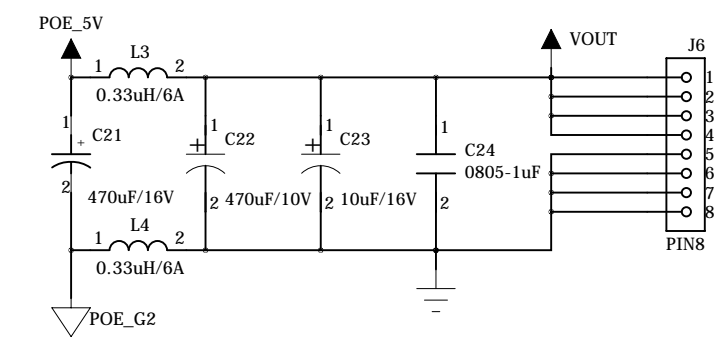 POE_5V
VOUT
J6
L3
1 2
0.33uH/6A
1
2
3
4
5
6
7
8
PIN8
1
+
C21
2
470uF/16V
1
+
C22
2
470uF/10V
1
+
C23
2
10uF/16V
1
C24
0805-1uF
2
L4
1 2
0.33uH/6A
POE_G2